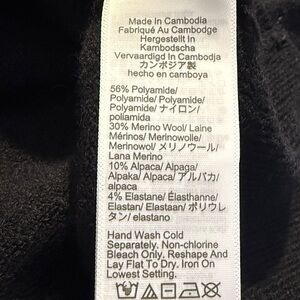 Made In Cambodia
Fabriqué Au Cambodge
Hergestellt In
Kambodscha
Vervaardigd In Cambodja
カンボジア製
hecho en camboya
56% Polyamide/
Polyamide/ Polyamide/
Polyamide/ ナイロン/
poliamida
30% Merino Wool/ Laine
Mérinos/ Merinowolle/
Merinowol/ メリノウール/
Lana Merino
10% Alpaca/ Alpaga/
Alpaka/ Alpaca/ アルパカ/
alpaca
4% Elastane/ Élasthanne/
Elastan/ Elastaan/ ポリウレ
タン/ elastano
Hand Wash Cold
Separately. Non-chlorine
Bleach Only. Reshape And
Lay Flat To Dry. Iron On
Lowest Setting.